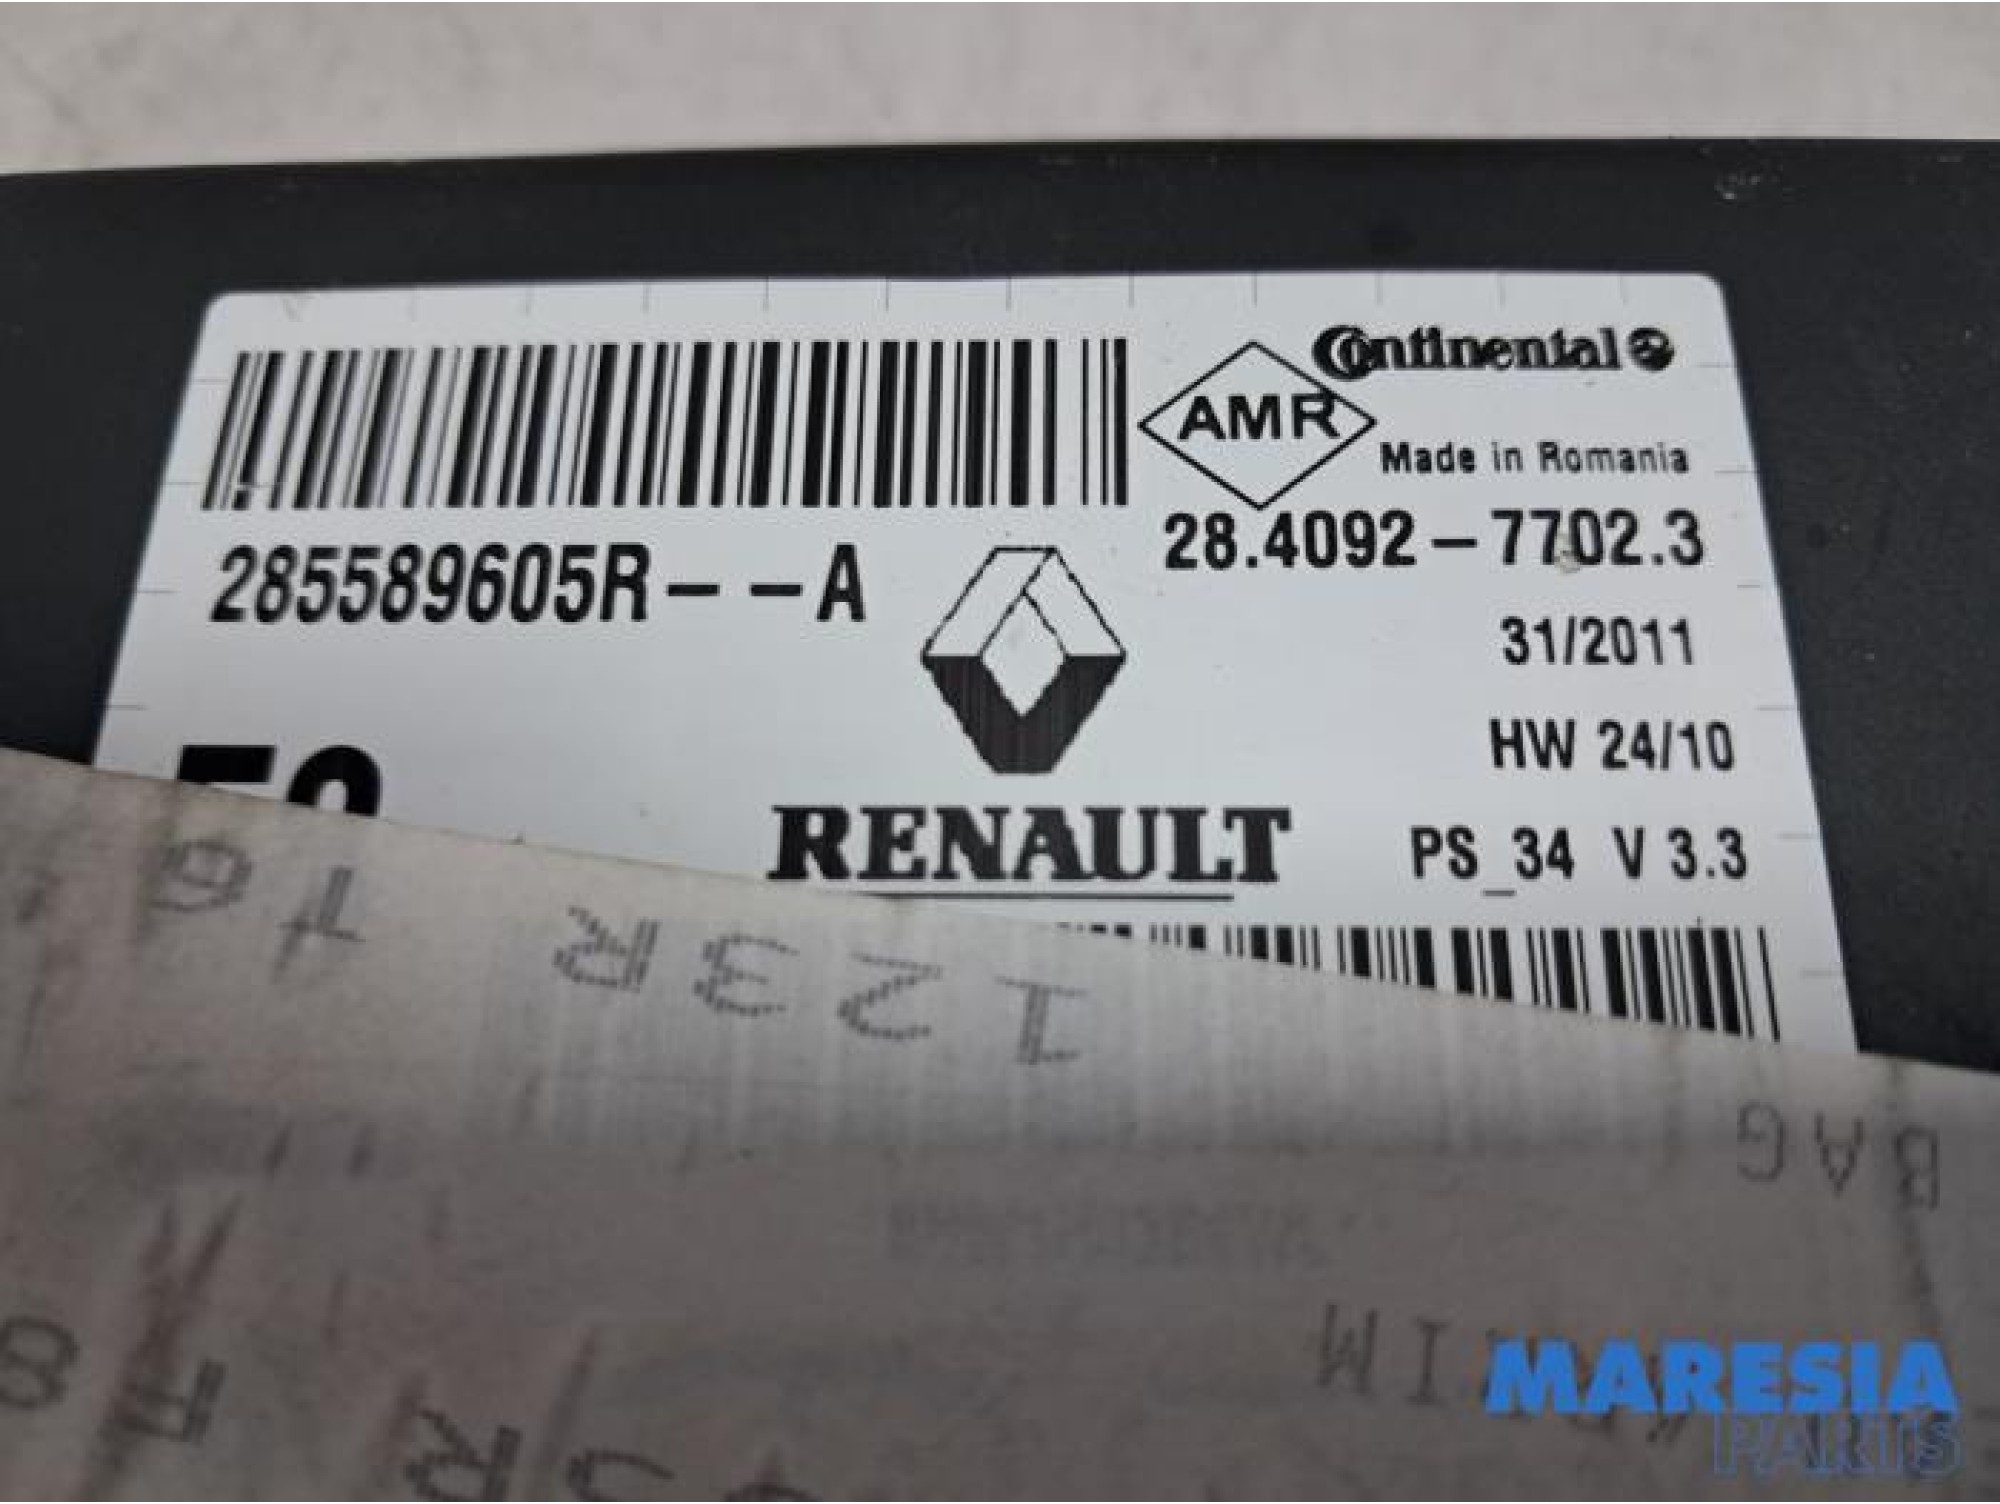 Continental
AMR
Made in Romania
285589605R--A
28.4092-7702.3
31/2011
HW 24/10
RENAULT
PS_34 V 3.3
123R
BAG
MARESIA
PARTS